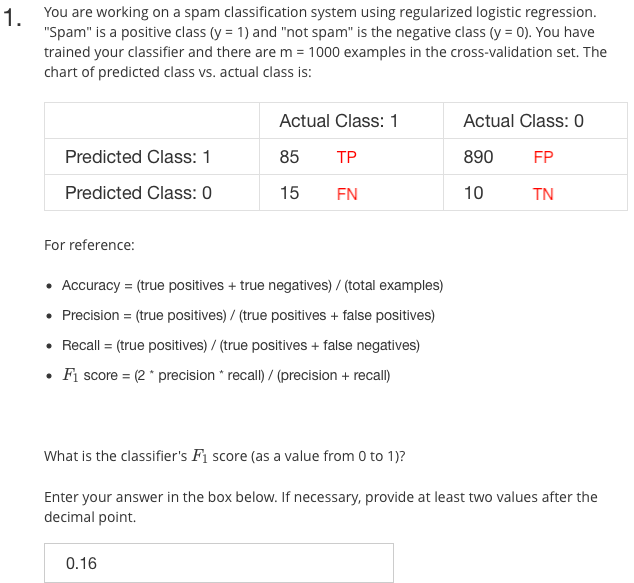 1.
You are working on a spam classification system using regularized logistic regression.
"Spam" is a positive class (y = 1) and "not spam" is the negative class (y = 0). You have
trained your classifier and there are m = 1000 examples in the cross-validation set. The
chart of predicted class vs. actual class is:
Actual Class: 1 Actual Class: 0
Predicted Class: 1 85 TP 890 FP
Predicted Class: 0 15 FN 10 TN
For reference:
• Accuracy = (true positives + true negatives) / (total examples)
• Precision = (true positives) / (true positives + false positives)
• Recall = (true positives) / (true positives + false negatives)
• F₁ score = (2 * precision * recall) / (precision + recall)
What is the classifier's F₁ score (as a value from 0 to 1)?
Enter your answer in the box below. If necessary, provide at least two values after the
decimal point.
0.16